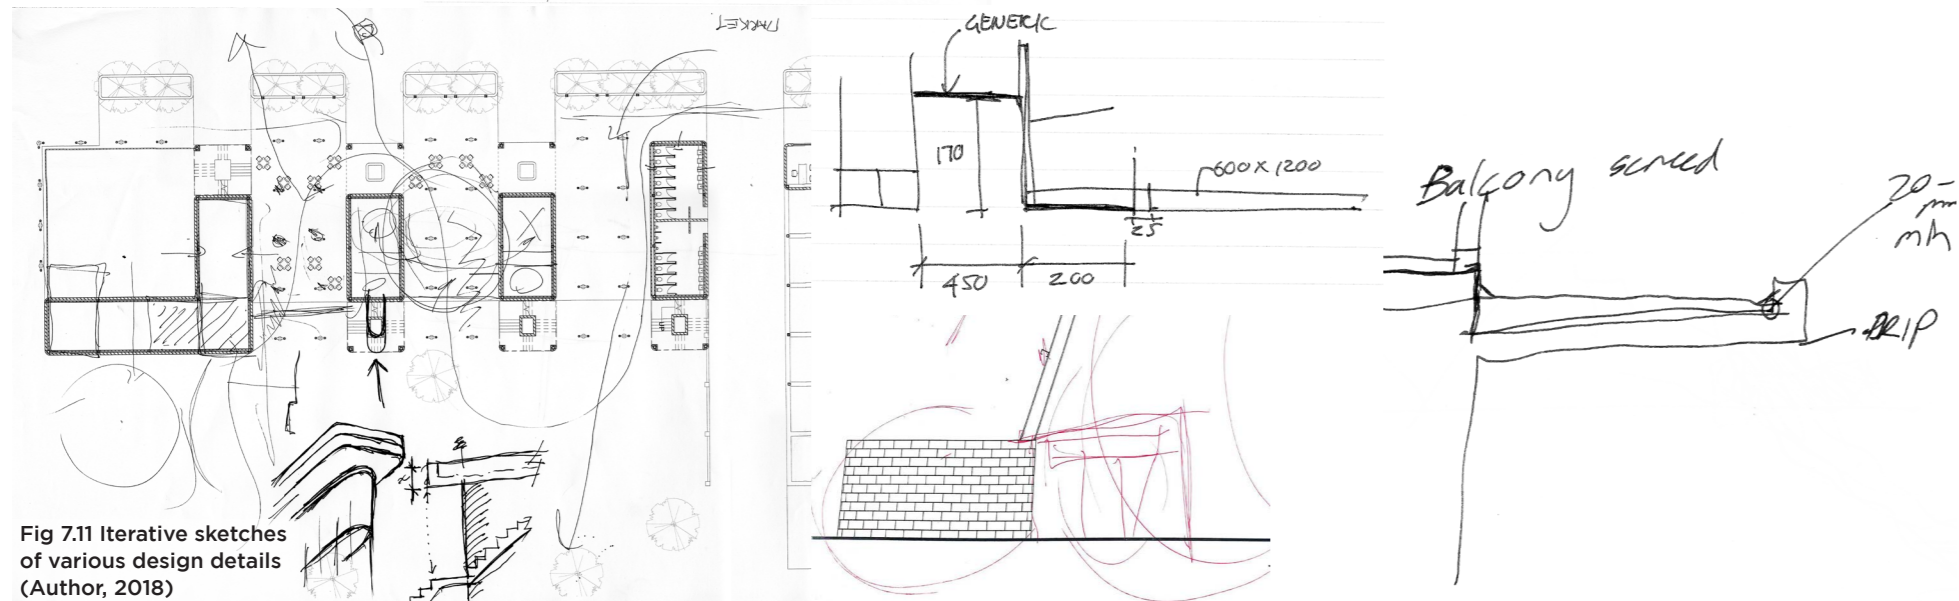 MARKET
GENERIC
170
600 X 1200
25
450
200
Balcony screed
20
DRIP
Fig 7.11 Iterative sketches
of various design details
(Author, 2018)